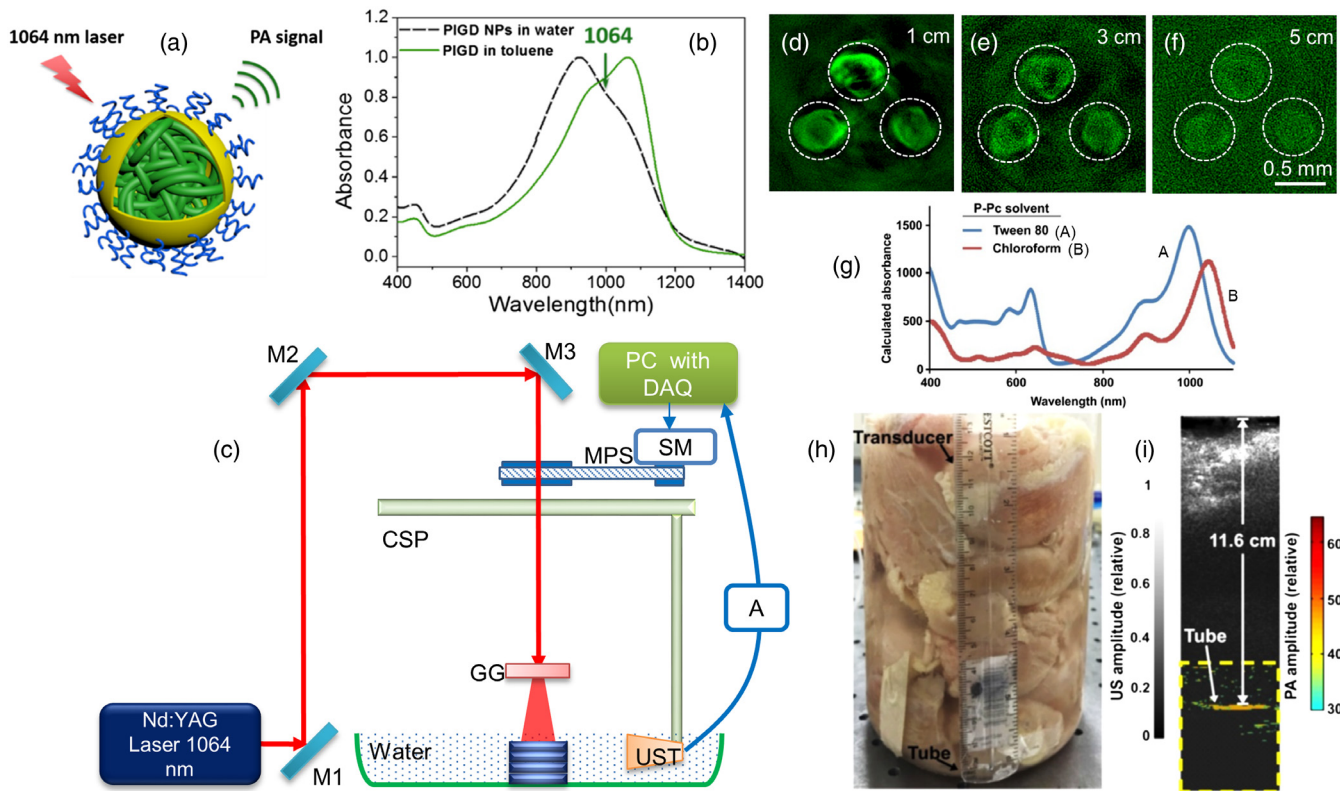 1064 nm laser
(a)
PA signal
(b)
PIGD NPs in water
PIGD in toluene
1064
Absorbance
1.2
1.0
0.8
0.6
0.4
0.2
0.0
400 600 800 1000 1200 1400
Wavelength(nm)
(d)
1 cm
(e)
3 cm
(f)
5 cm
0.5 mm
(g)
P-Pc solvent
Tween 80 (A)
Chloroform (B)
A
B
Calculated absorbance
1500
1000
500
0
400 600 800 1000
Wavelength (nm)
(c)
M2
M3
PC with
DAQ
SM
MPS
CSP
A
GG
Nd:YAG
Laser 1064
nm
M1
Water
UST
(h)
Transducer
ESTCOTT
Tube
(i)
11.6 cm
Tube
US amplitude (relative)
1
0.8
0.6
0.4
0.2
0
PA amplitude (relative)
60
50
40
30